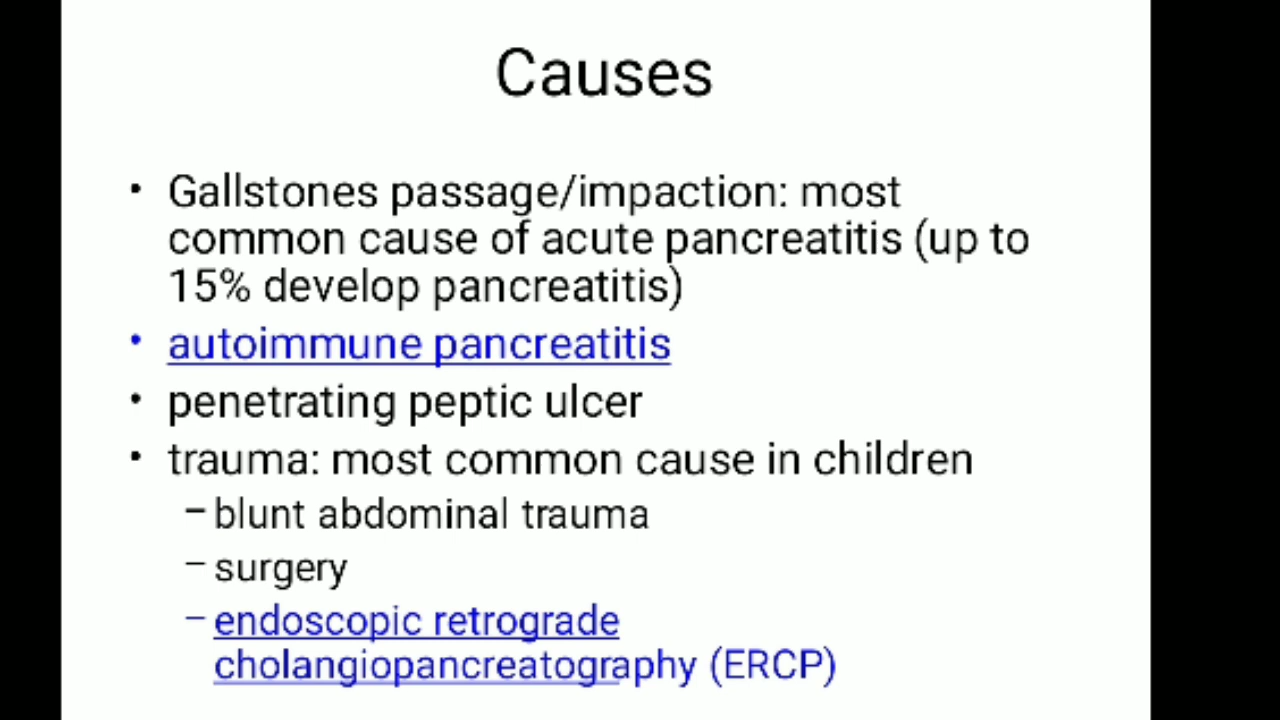 Causes
• Gallstones passage/impaction: most
common cause of acute pancreatitis (up to
15% develop pancreatitis)
• autoimmune pancreatitis
• penetrating peptic ulcer
• trauma: most common cause in children
– blunt abdominal trauma
– surgery
– endoscopic retrograde
cholangiopancreatography (ERCP)